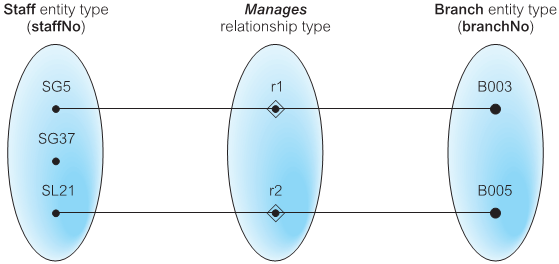 Staff entity type
(staffNo)
Manages
relationship type
Branch entity type
(branchNo)
SG5
r1
B003
SG37
SL21
r2
B005